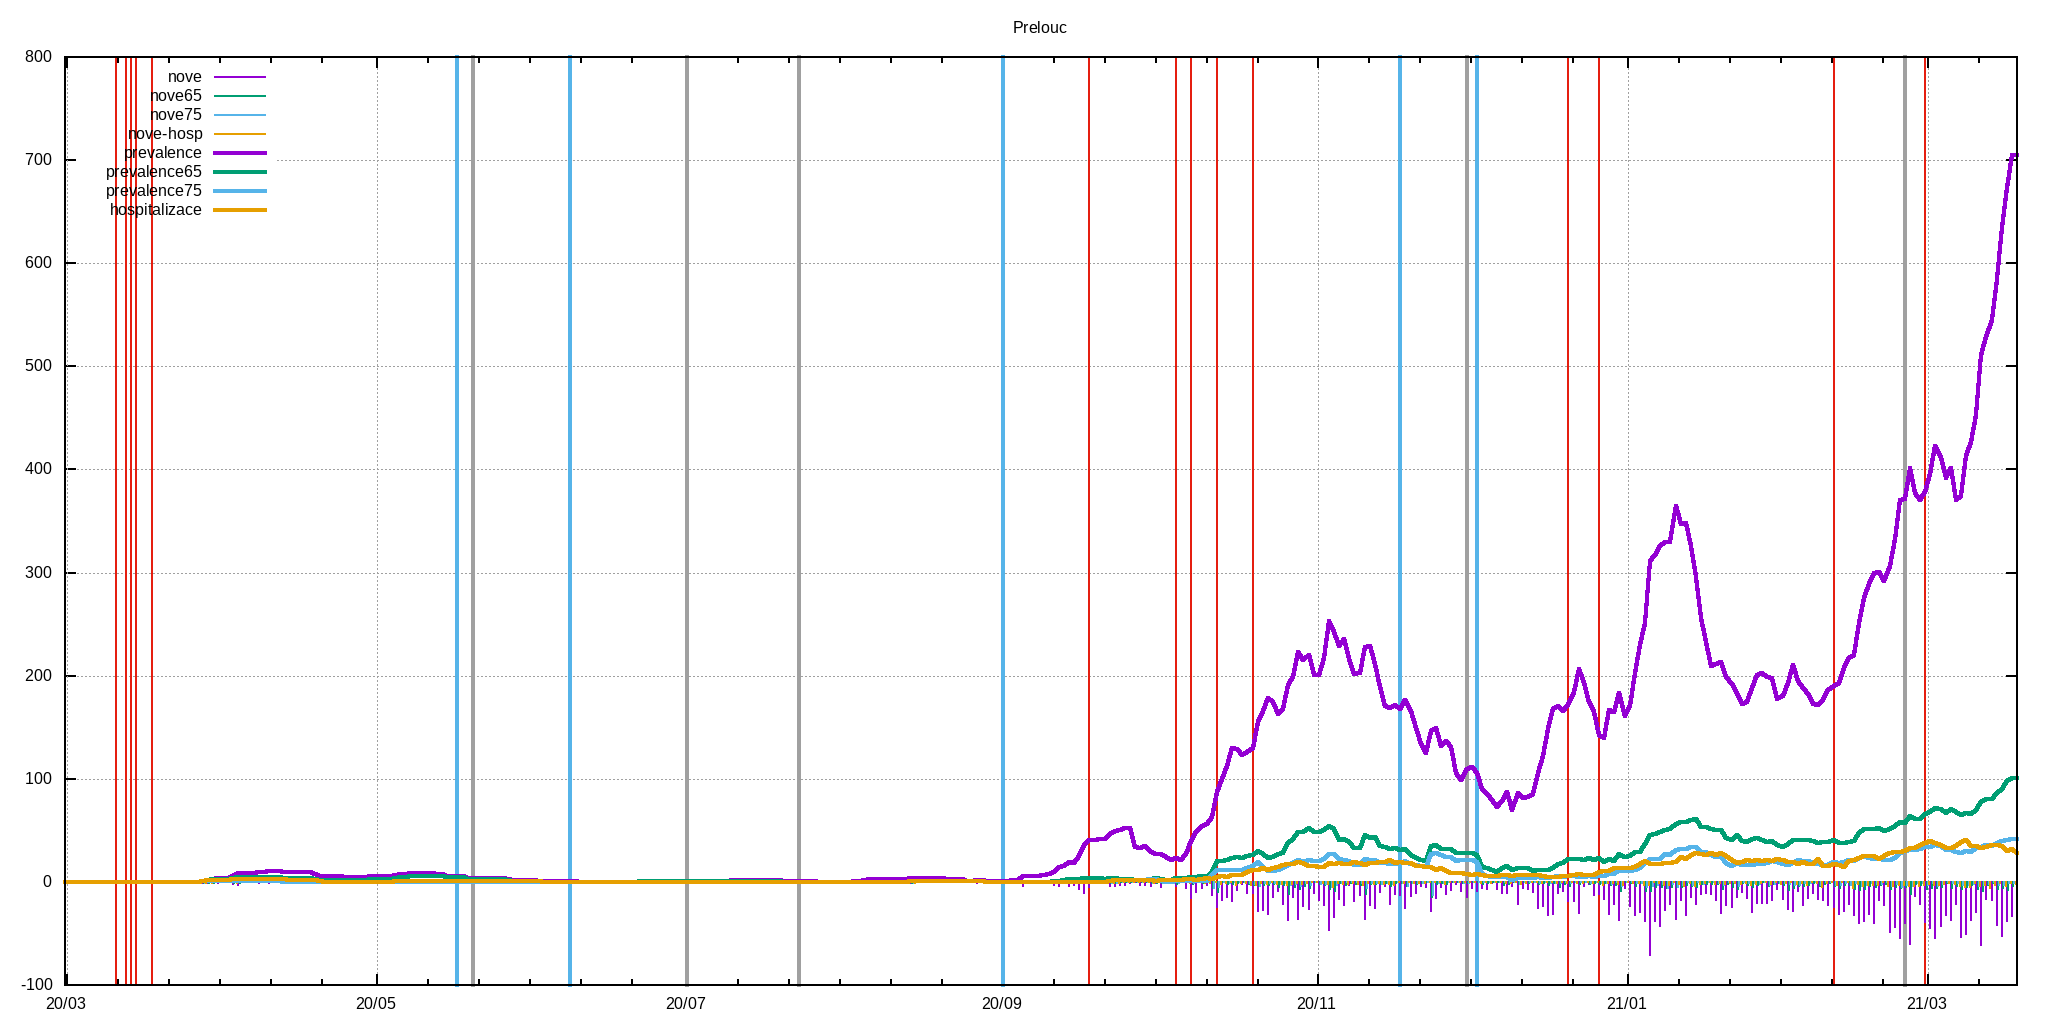 Prelouc
800
700
600
500
400
300
200
100
0
-100
nove
nove65
nove75
nove-hosp
prevalence
prevalence65
prevalence75
hospitalizace
20/03 20/05 20/07 20/09 20/11 21/01 21/03